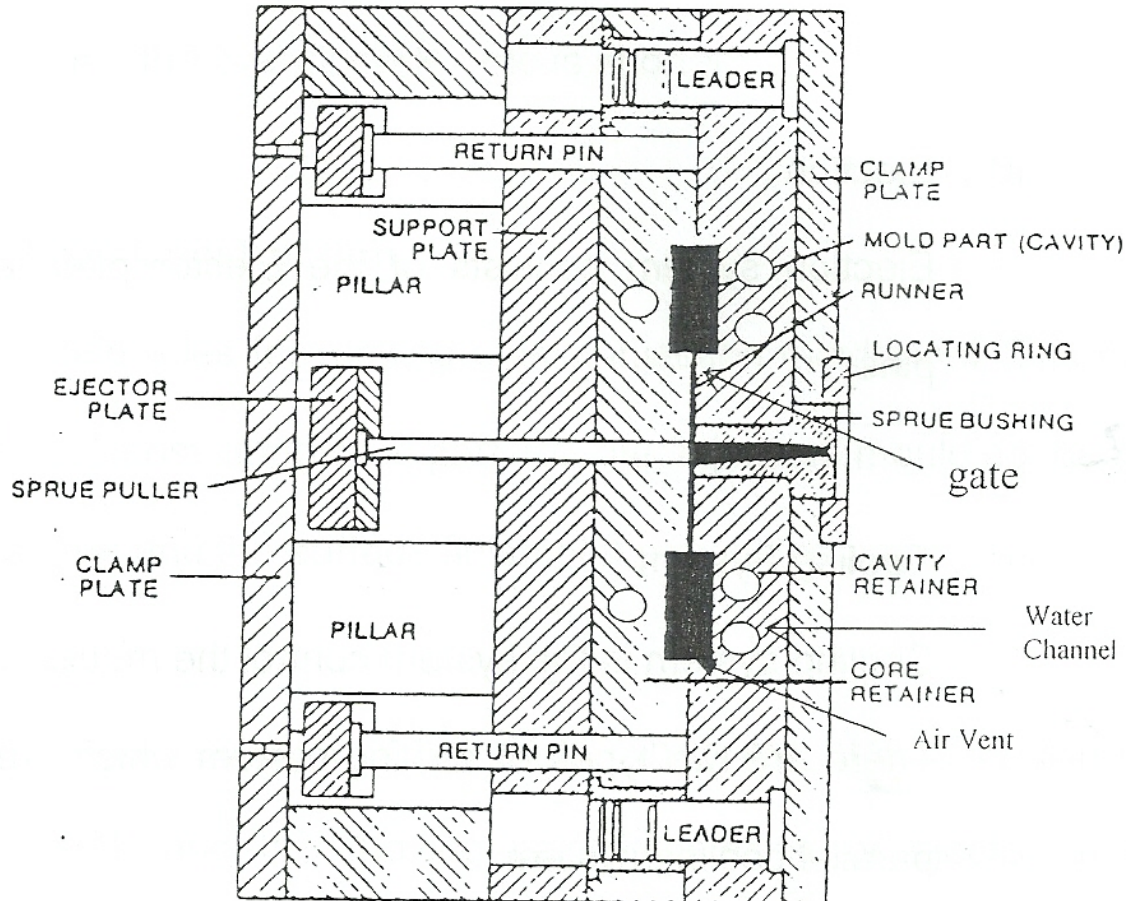 LEADER
RETURN PIN
CLAMP
PLATE
SUPPORT
PLATE
MOLD PART (CAVITY)
PILLAR
RUNNER
LOCATING RING
EJECTOR
PLATE
SPRUE BUSHING
gate
SPRUE PULLER
CLAMP
PLATE
CAVITY
RETAINER
PILLAR
Water
Channel
CORE
RETAINER
Air Vent
RETURN PIN
LEADER